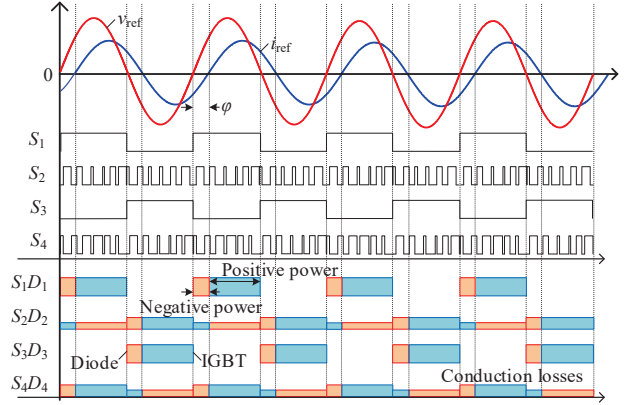 v_ref
i_ref
0
φ
S_1
S_2
S_3
S_4
S_1D_1
Positive power
Negative power
S_2D_2
S_3D_3
Diode
IGBT
Conduction losses
S_4D_4